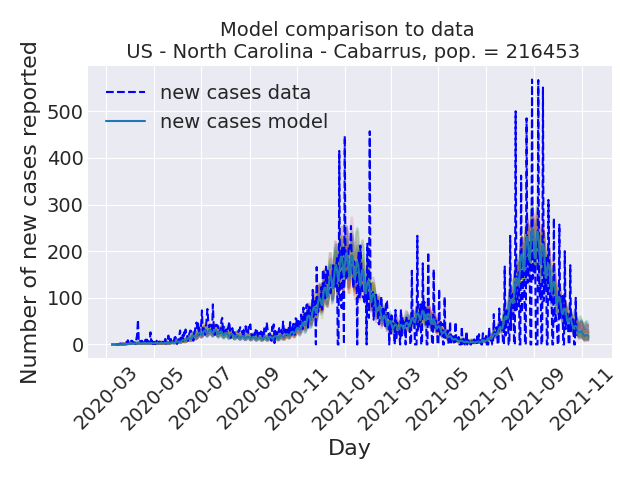 Model comparison to data
US - North Carolina - Cabarrus, pop. = 216453
Number of new cases reported
500
400
300
200
100
0
new cases data
new cases model
2020-03
2020-05
2020-07
2020-09
2020-11
2021-01
2021-03
2021-05
2021-07
2021-09
2021-11
Day